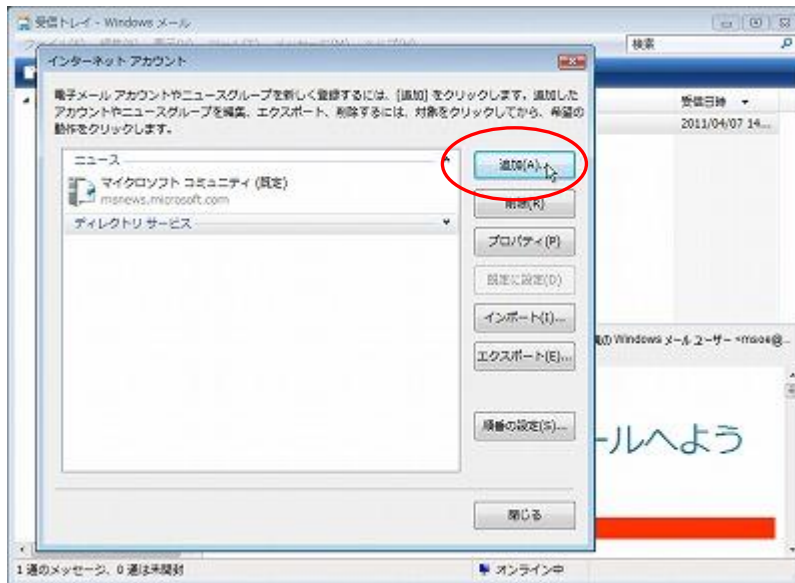 受信トレイ - Windows メール
検索
インターネット アカウント
電子メール アカウントやニュースグループを新しく登録するには、[追加] をクリックします。追加した
アカウントやニュースグループを編集、エクスポート、削除するには、対象をクリックしてから、希望の
動作をクリックします。
受信日時
2011/04/07 14...
ニュース
マイクロソフト コミュニティ (既定)
msnews.microsoft.com
ディレクトリ サービス
追加(A)...
削除(R)
プロパティ(P)
既定に設定(D)
インポート(I)...
エクスポート(E)...
順番の設定(S)...
閉じる
Windows メール ユーザー <msoe@...
ールへよう
1 通のメッセージ、0 通は未開封
オンライン中